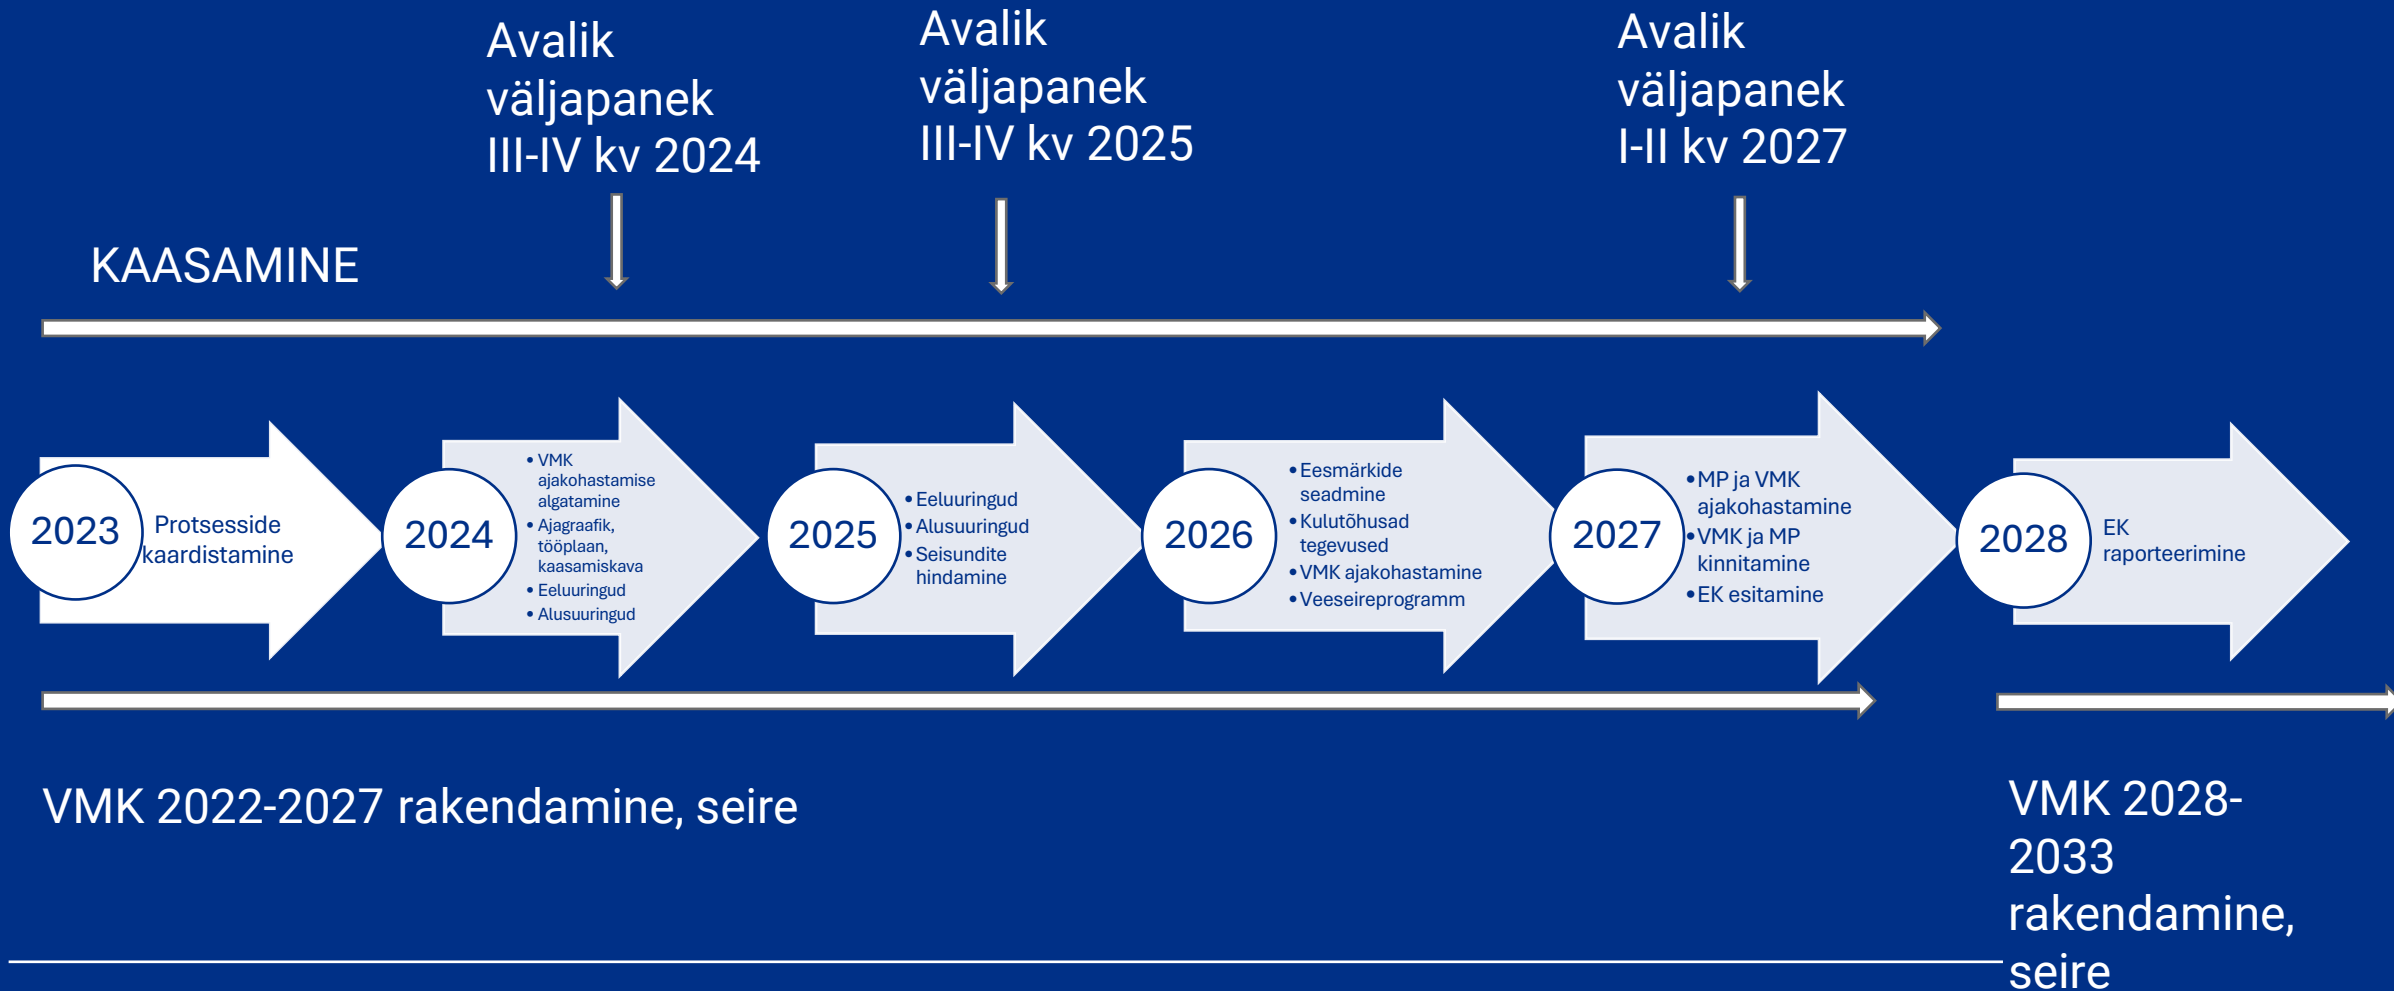 Avalik
väljapanek
III-IV kv 2024
Avalik
väljapanek
III-IV kv 2025
Avalik
väljapanek
I-II kv 2027
KAASAMINE
2023
Protsesside
kaardistamine
2024
• VMK
ajakohastamise
algatamine
• Ajagraafik,
tööplaan,
kaasamiskava
• Eeluuringud
• Alusuuringud
2025
• Eeluuringud
• Alusuuringud
• Seisundite
hindamine
2026
• Eesmärkide
seadmine
• Kulutõhusad
tegevused
• VMK ajakohastamine
• Veeseireprogramm
2027
• MP ja VMK
ajakohastamine
• VMK ja MP
kinnitamine
• EK esitamine
2028
EK
raporteerimine
VMK 2022-2027 rakendamine, seire
VMK 2028-
2033
rakendamine,
seire